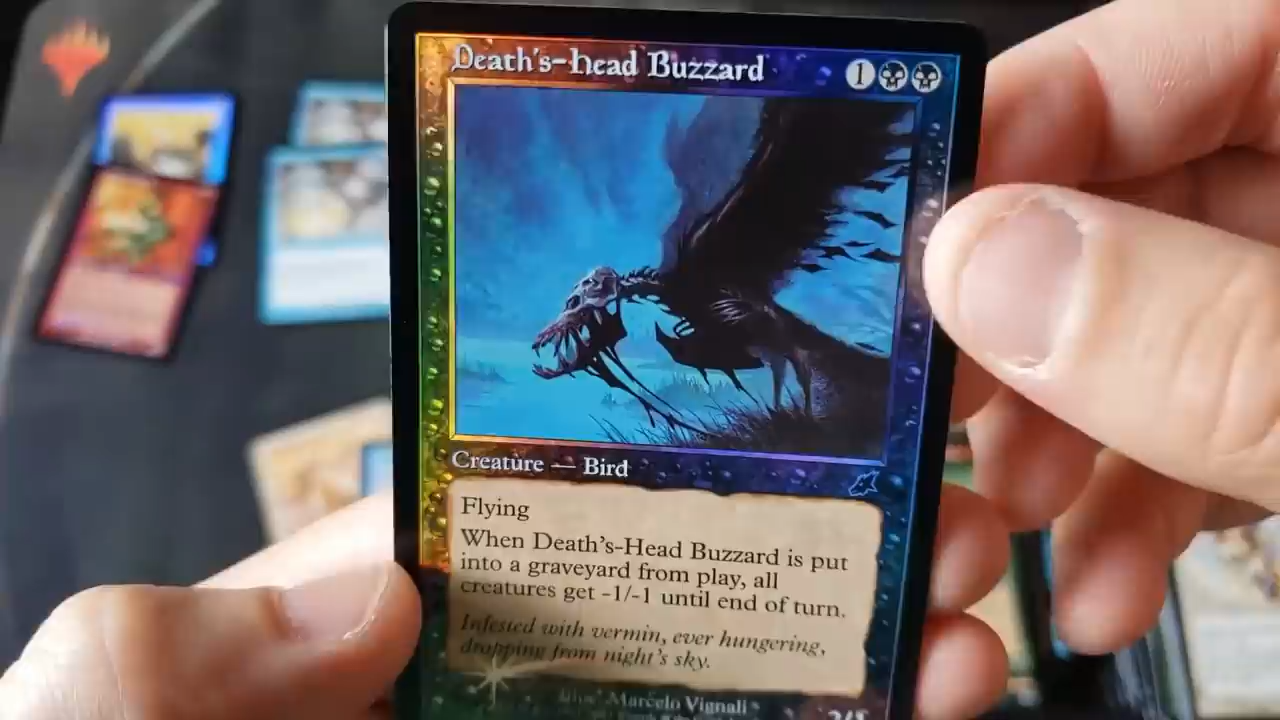 Death's-head Buzzard 1
Creature — Bird
Flying
When Death's-Head Buzzard is put
into a graveyard from play, all
creatures get -1/-1 until end of turn.
Infested with vermin, ever hungering,
dropping from night's sky.
Illus. Marcelo Vignali